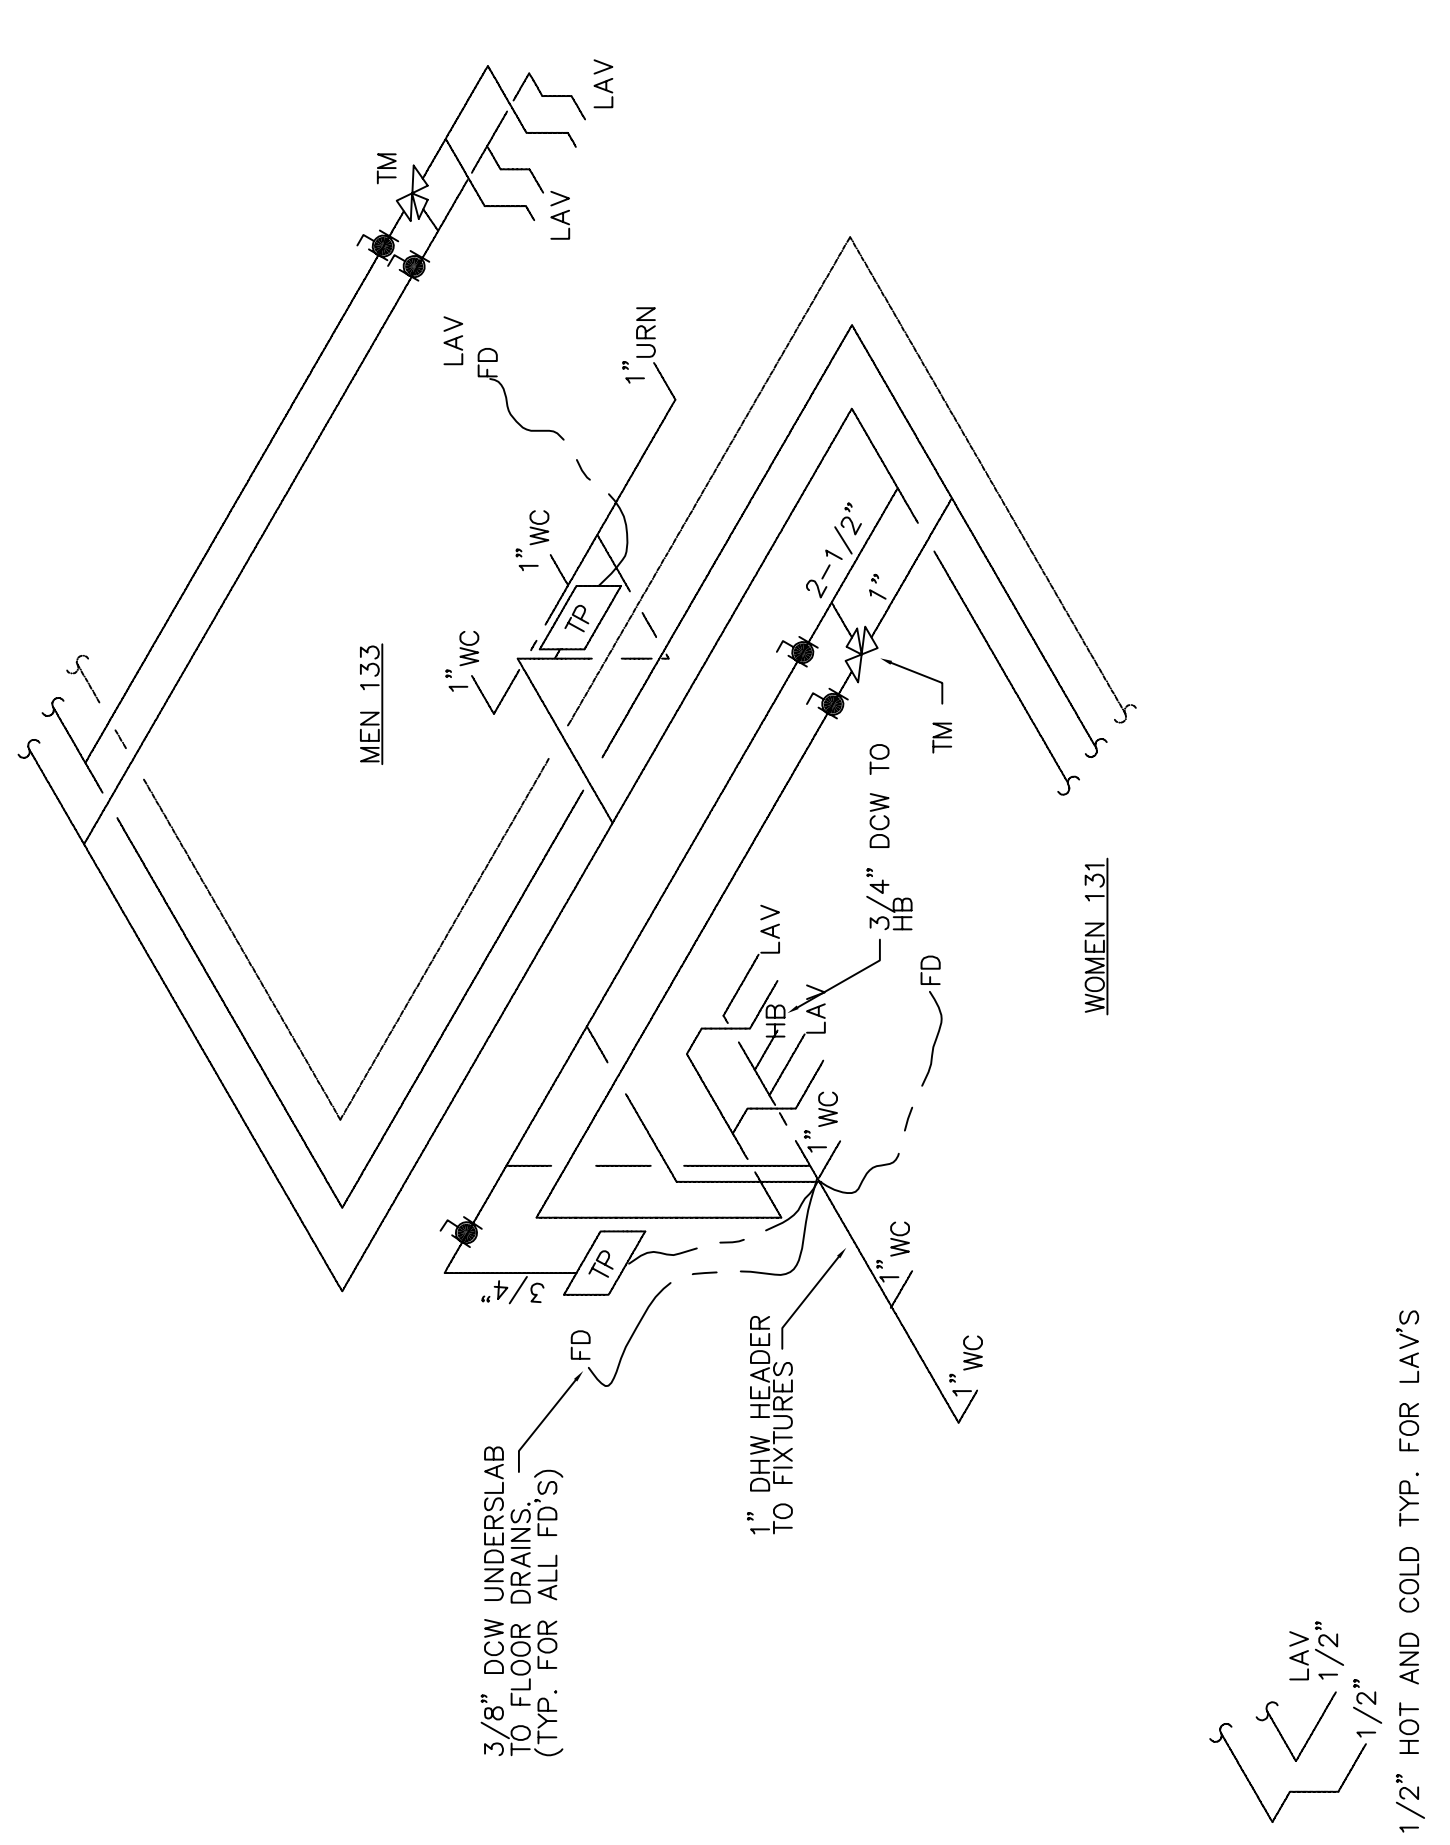 LAV
TM
LAV
LAV
FD
1" URN
1" WC
TP
1" WC
MEN 133
2-1/2"
1"
TM
3/4" DCW TO
HB
LAV
HB
LAV
FD
1" WC
WOMEN 131
TP
3/4"
FD
1" WC
1" WC
3/8" DCW UNDERSLAB
TO FLOOR DRAINS.
(TYP. FOR ALL FD'S)
1" DHW HEADER
TO FIXTURES
LAV
1/2"
1/2"
1/2" HOT AND COLD TYP. FOR LAV'S